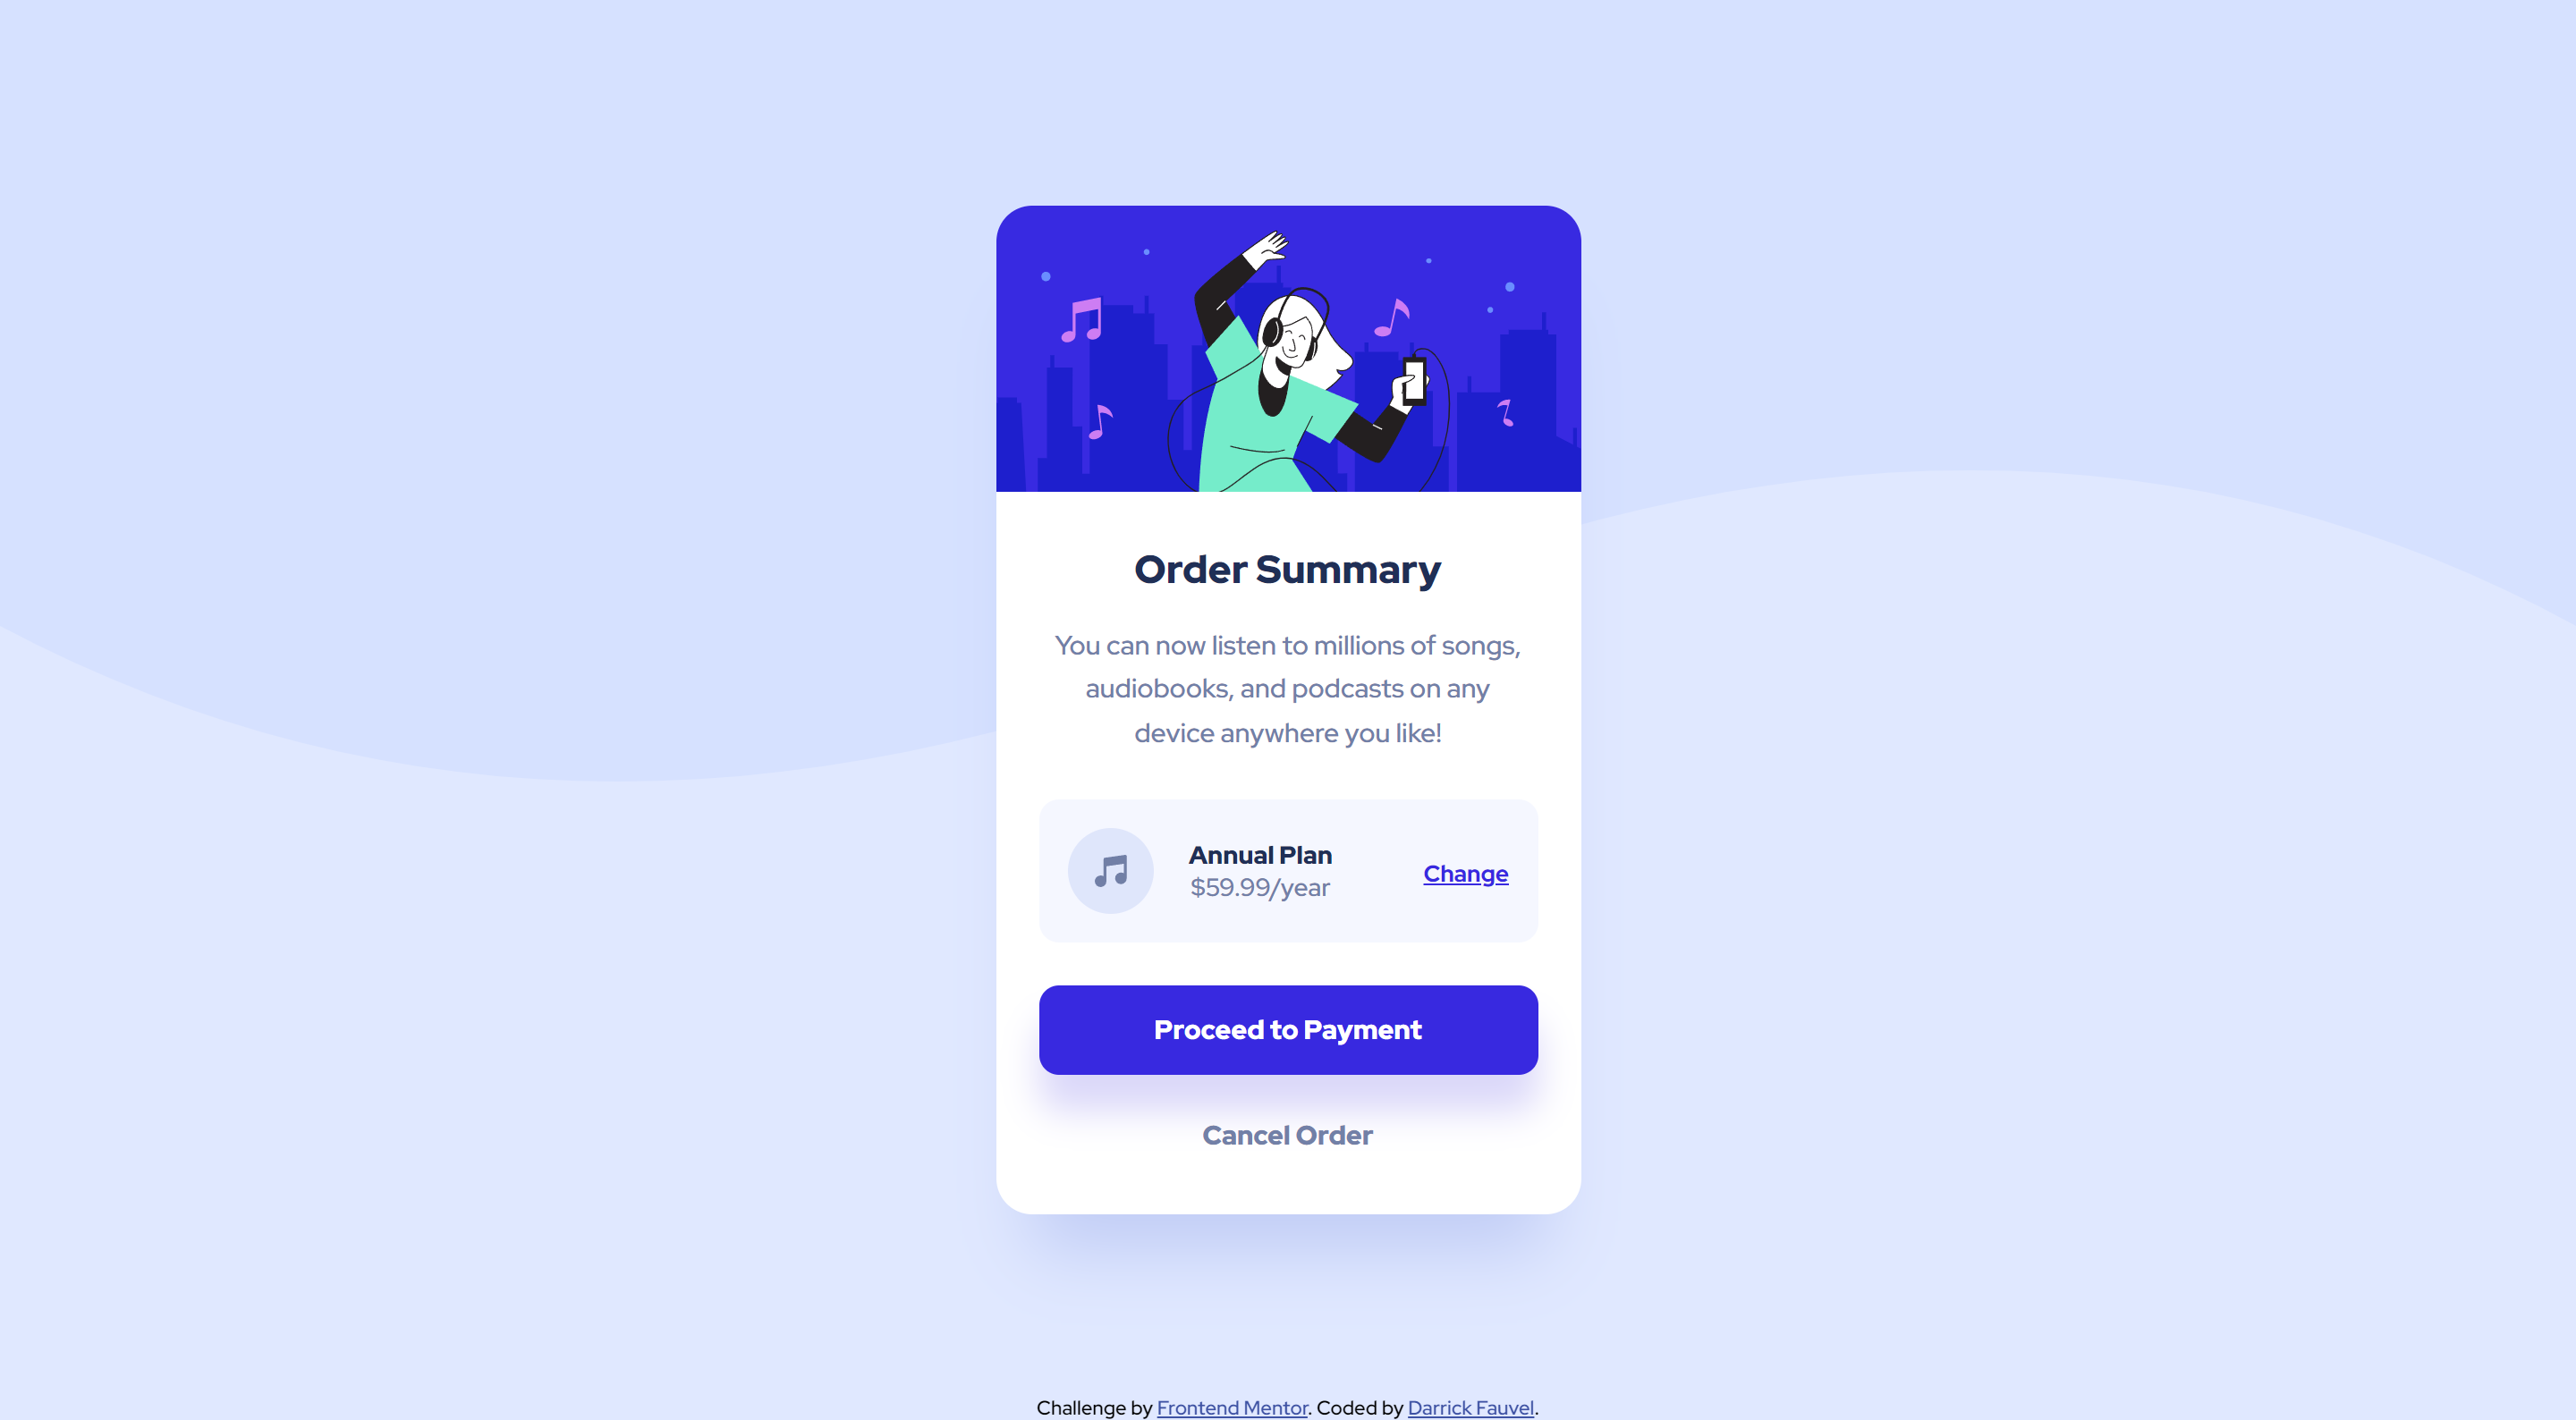 Order Summary
You can now listen to millions of songs,
audiobooks, and podcasts on any
device anywhere you like!
Annual Plan
$59.99/year
Change
Proceed to Payment
Cancel Order
Challenge by Frontend Mentor. Coded by Darrick Fauvel.